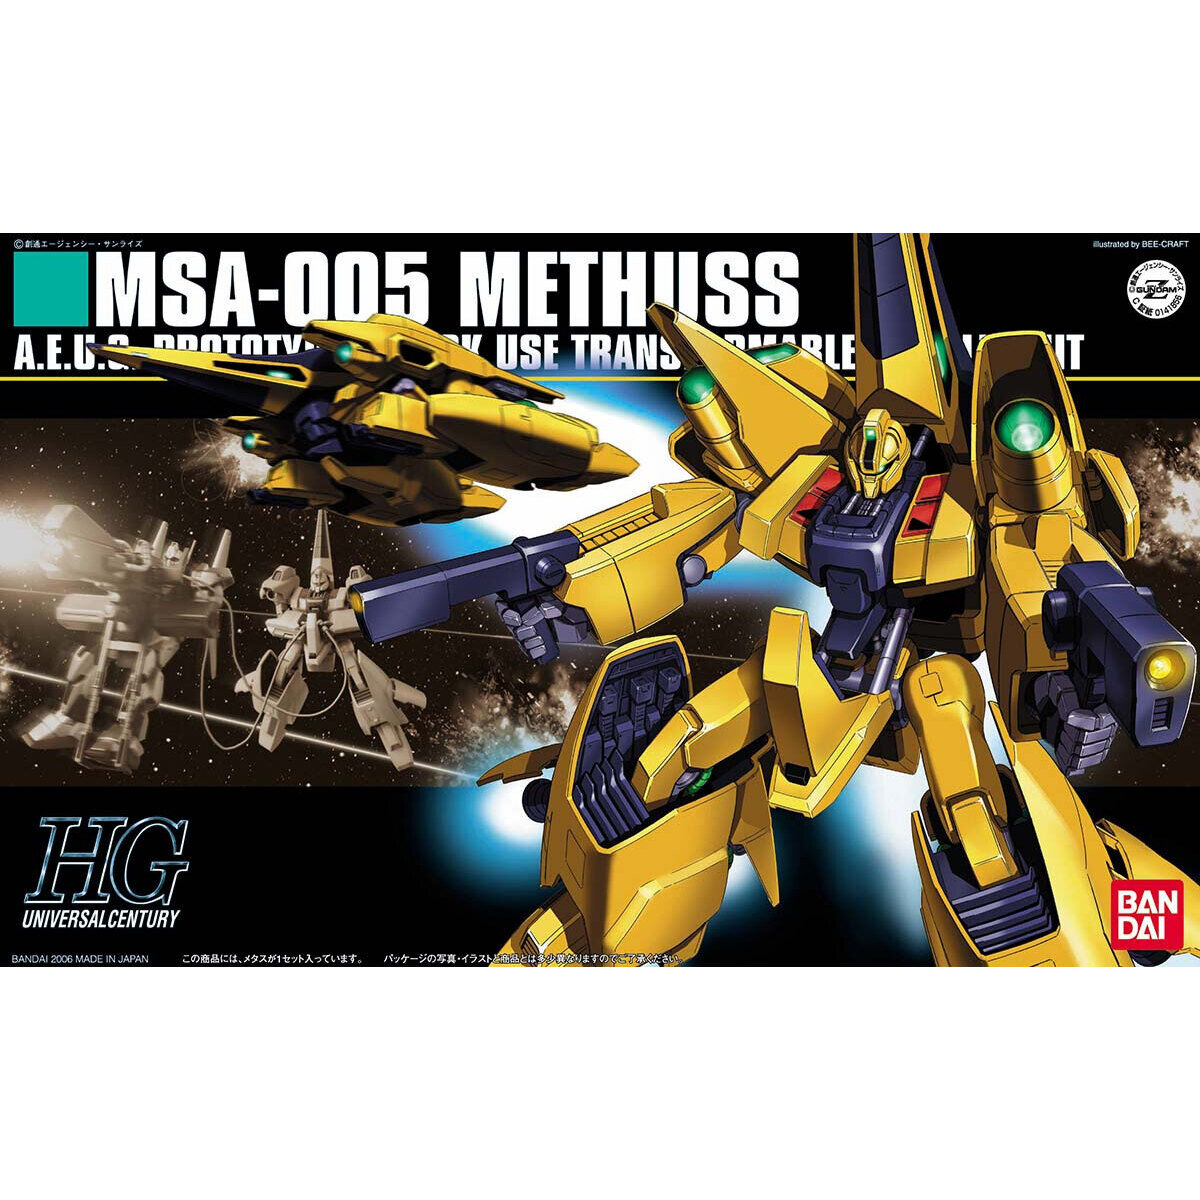 ©創通エージェンシー・サンライズ
illustrated by BEE-CRAFT
MSA-005 METHUSS
A.E.U.G. PROTOTYPE USE
GUNDAM Z
HG
UNIVERSAL CENTURY
BAN
DAI
BANDAI 2006 MADE IN JAPAN
この商品には、メタスが1セット入っています。
パッケージの写真・イラストと商品とは多少異なりますのでご了承ください。